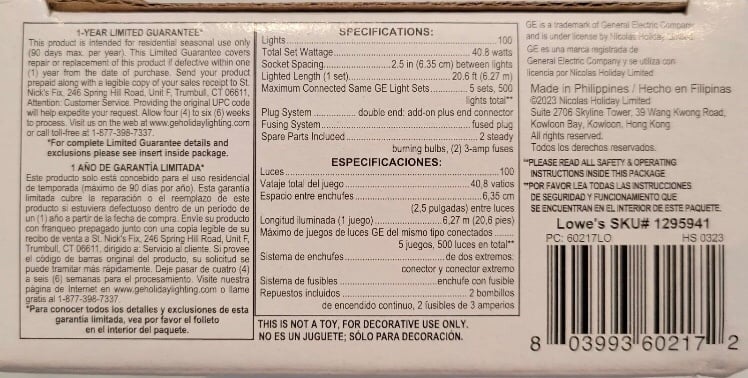 1-YEAR LIMITED GUARANTEE*
This product is intended for residential seasonal use only
(90 days max. per year). This Limited Guarantee covers
repair or replacement of this product if defective within one
(1) year from the date of purchase. Send your product
prepaid along with a legible copy of your sales receipt to St.
Nick's Fix, 246 Spring Hill Road, Unit F, Trumbull, CT 06611,
Attention: Customer Service. Providing the original UPC code
will help expedite your request. Allow four (4) to six (6) weeks
to process. Visit us on the web at www.geholidaylighting.com
or call toll-free at 1-877-398-7337.
*For complete Limited Guarantee details and
exclusions please see insert inside package.
1 AÑO DE GARANTÍA LIMITADA*
Este producto sólo está concebido para el uso residencial
de temporada (máximo de 90 días por año). Esta garantía
limitada cubre la reparación o el reemplazo de este
producto si estuviera defectuoso dentro de un período de
un (1) año a partir de la fecha de compra. Envíe su producto
con franqueo prepagado junto con una copia legible de su
recibo de venta a St. Nick's Fix, 246 Spring Hill Road, Unit F,
Trumbull, CT 06611, dirigido a: Servicio al cliente. Si provee
el código de barras original del producto, su solicitud se
puede tramitar más rápidamente. Deje pasar de cuatro (4)
a seis (6) semanas para el procesamiento. Visite nuestra
página de Internet en www.geholidaylighting.com o llame
gratis al 1-877-398-7337.
*Para conocer todos los detalles y exclusiones de esta
garantía limitada, vea por favor el folleto
en el interior del paquete.
SPECIFICATIONS:
Lights 100
Total Set Wattage 40.8 watts
Socket Spacing 2.5 in (6.35 cm) between lights
Lighted Length (1 set) 20.6 ft (6.27 m)
Maximum Connected Same GE Light Sets 5 sets, 500
lights total**
Plug System double end: add-on plus end connector
Fusing System fused plug
Spare Parts Included 2 steady
burning bulbs, (2) 3-amp fuses
ESPECIFICACIONES:
Luces 100
Vataje total del juego 40,8 vatios
Espacio entre enchufes 6,35 cm
(2,5 pulgadas) entre luces
Longitud iluminada (1 juego) 6,27 m (20,6 pies)
Máximo de juegos de luces GE del mismo tipo conectados
5 juegos, 500 luces en total**
Sistema de enchufes de dos extremos:
conector y conector extremo
Sistema de fusibles enchufe con fusible
Repuestos incluidos 2 bombillos
de encendido continuo, 2 fusibles de 3 amperios
THIS IS NOT A TOY, FOR DECORATIVE USE ONLY.
NO ES UN JUGUETE; SÓLO PARA DECORACIÓN.
GE is a trademark of General Electric Company
and is under license by Nicolas Holiday Limited.
GE es una marca registrada de
General Electric Company y se utiliza con
licencia por Nicolas Holiday Limited
Made in Philippines / Hecho en Filipinas
©2023 Nicolas Holiday Limited
Suite 2706 Skyline Tower, 39 Wang Kwong Road,
Kowloon Bay, Kowloon, Hong Kong
All rights reserved.
Todos los derechos reservados.
**PLEASE READ ALL SAFETY & OPERATING
INSTRUCTIONS INSIDE THIS PACKAGE
**POR FAVOR LEA TODAS LAS INSTRUCCIONES
DE SEGURIDAD Y FUNCIONAMIENTO QUE
SE ENCUENTRAN EN EL INTERIOR DE ESTE PAQUETE.
Lowe's SKU# 1295941
PC: 60217LO HS 0323
8 03993 60217 2